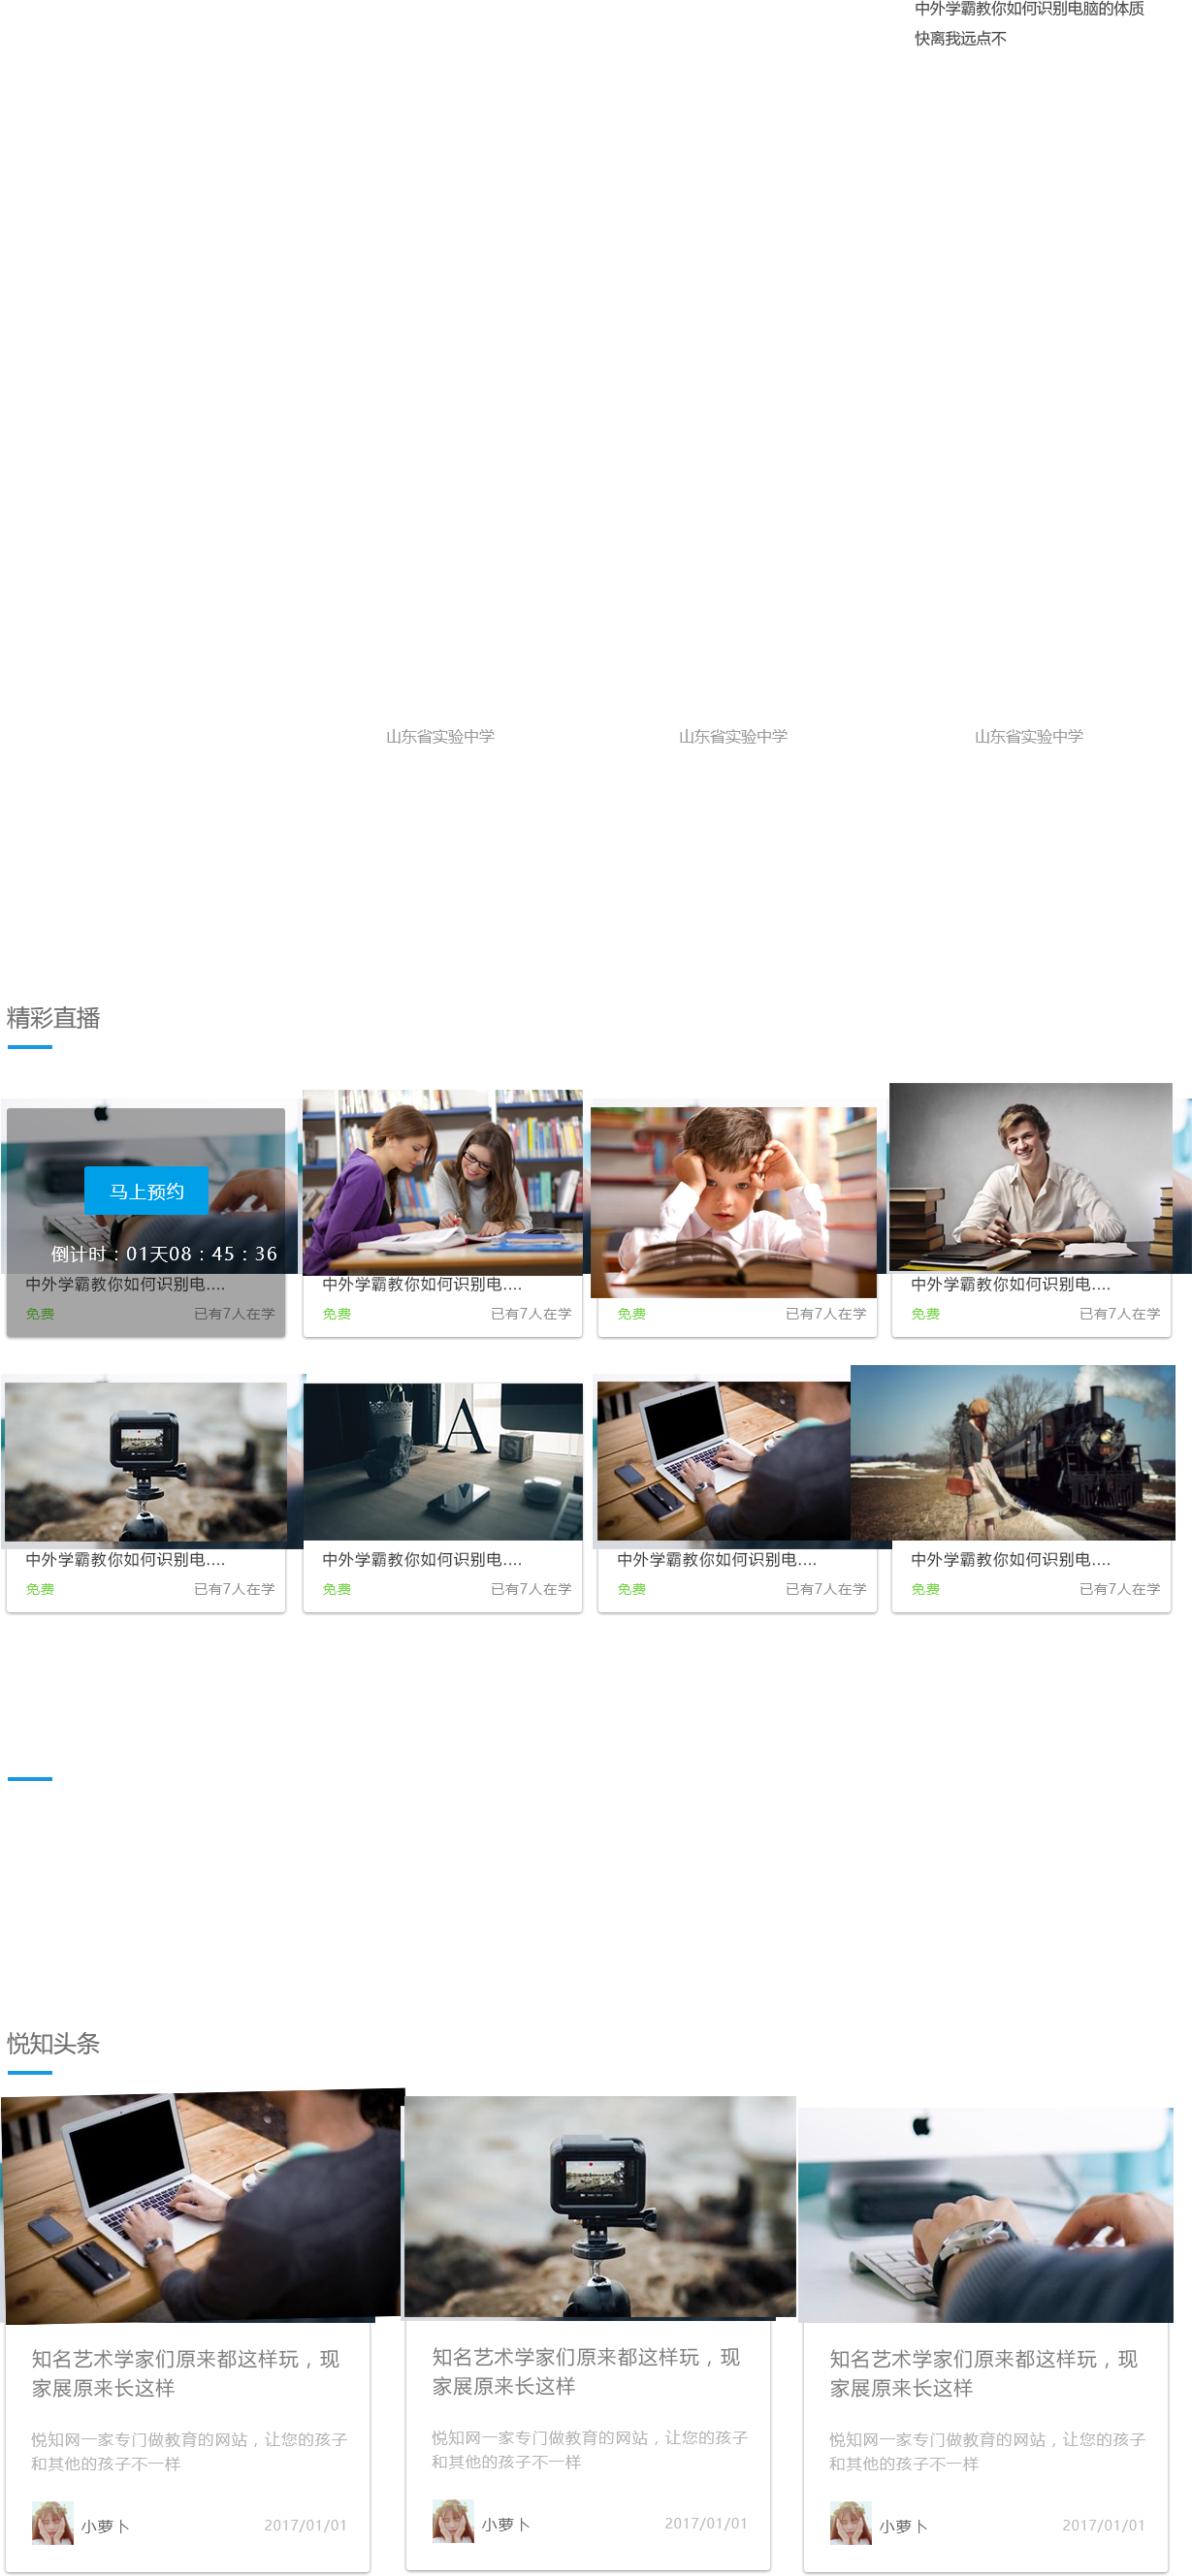 中外学霸教你如何识别电脑的体质
快离我远点不
山东省实验中学
山东省实验中学
山东省实验中学
精彩直播
马上预约
倒计时：01天08：45：36
中外学霸教你如何识别电....
免费 已有7人在学
中外学霸教你如何识别电....
免费 已有7人在学
免费 已有7人在学
中外学霸教你如何识别电....
免费 已有7人在学
A
中外学霸教你如何识别电....
免费 已有7人在学
中外学霸教你如何识别电....
免费 已有7人在学
中外学霸教你如何识别电....
免费 已有7人在学
中外学霸教你如何识别电....
免费 已有7人在学
悦知头条
知名艺术学家们原来都这样玩，现
家展原来长这样
悦知网一家专门做教育的网站，让您的孩子
和其他的孩子不一样
小萝卜 2017/01/01
知名艺术学家们原来都这样玩，现
家展原来长这样
悦知网一家专门做教育的网站，让您的孩子
和其他的孩子不一样
小萝卜 2017/01/01
知名艺术学家们原来都这样玩，现
家展原来长这样
悦知网一家专门做教育的网站，让您的孩子
和其他的孩子不一样
小萝卜 2017/01/01